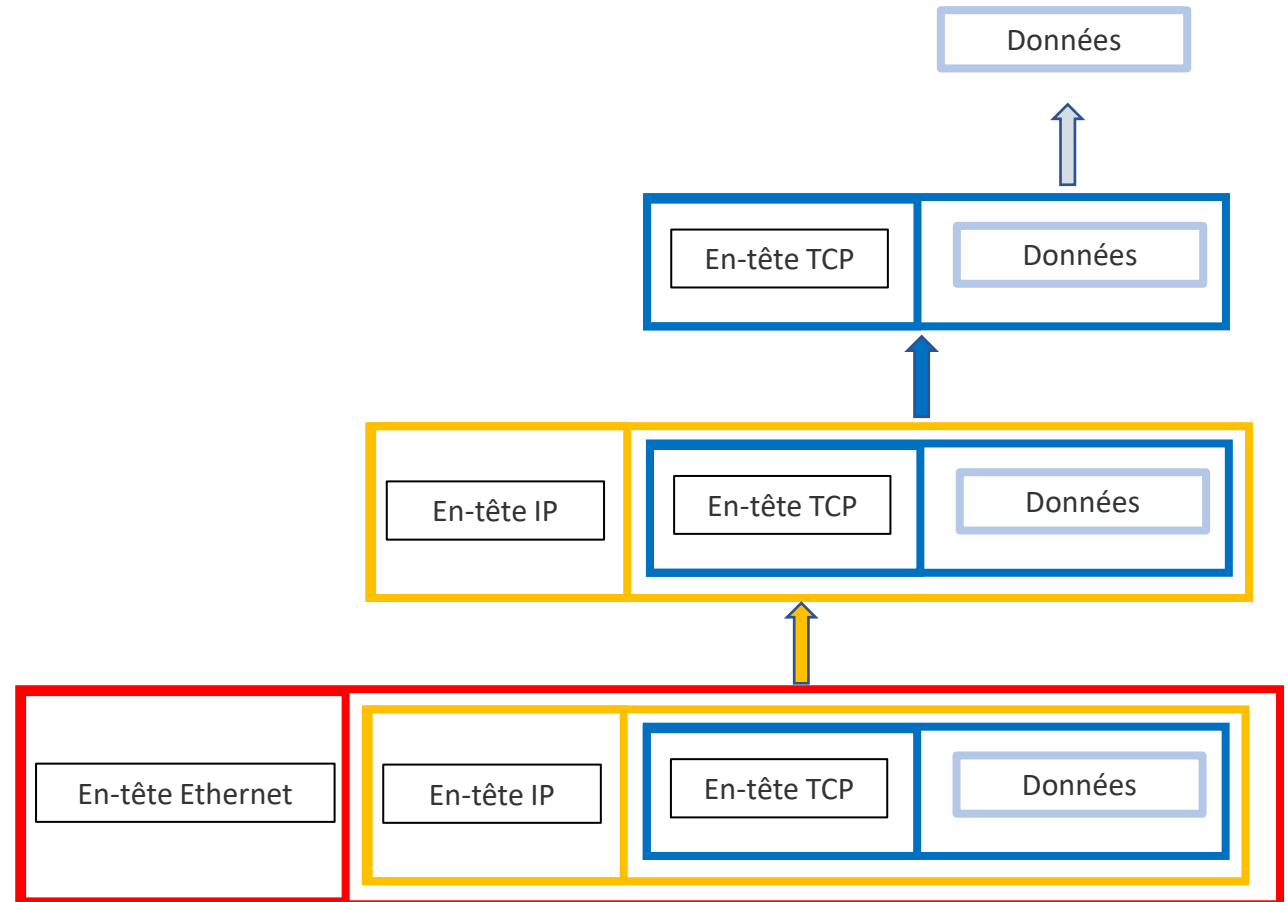 Données
En-tête TCP
Données
En-tête IP
En-tête TCP
Données
En-tête Ethernet
En-tête IP
En-tête TCP
Données